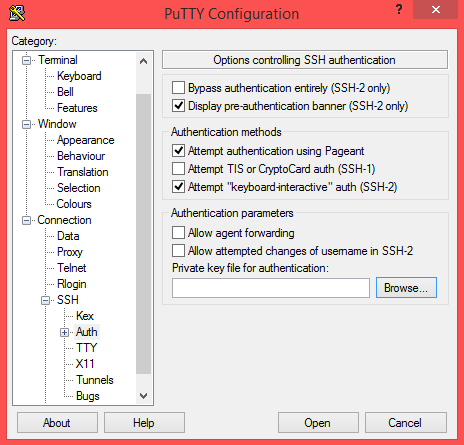 PuTTY Configuration
?
Category:
Terminal
Keyboard
Bell
Features
Window
Appearance
Behaviour
Translation
Selection
Colours
Connection
Data
Proxy
Telnet
Rlogin
SSH
Kex
Auth
TTY
X11
Tunnels
Bugs
Options controlling SSH authentication
Bypass authentication entirely (SSH-2 only)
Display pre-authentication banner (SSH-2 only)
Authentication methods
Attempt authentication using Pageant
Attempt TIS or CryptoCard auth (SSH-1)
Attempt "keyboard-interactive" auth (SSH-2)
Authentication parameters
Allow agent forwarding
Allow attempted changes of username in SSH-2
Private key file for authentication:
Browse...
About
Help
Open
Cancel